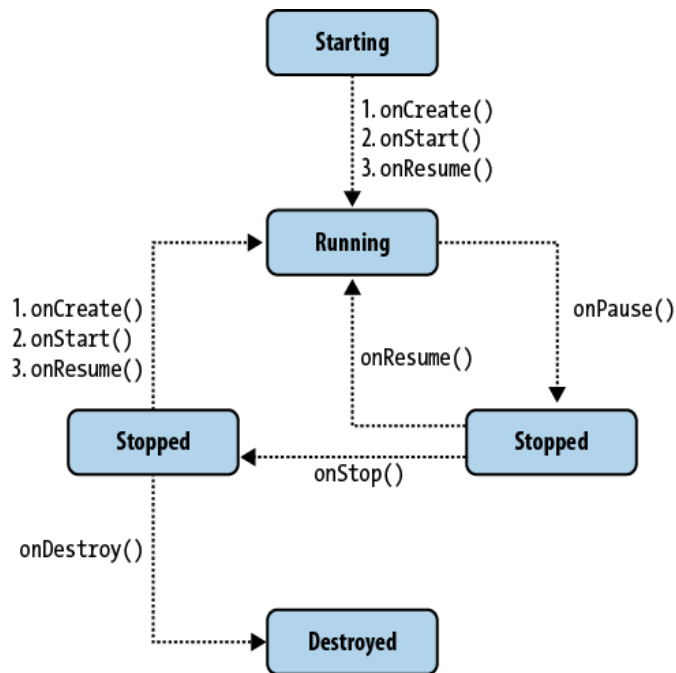 Starting
1. onCreate()
2. onStart()
3. onResume()
Running
1. onCreate()
2. onStart()
3. onResume()
onPause()
onResume()
Stopped
Stopped
onStop()
onDestroy()
Destroyed